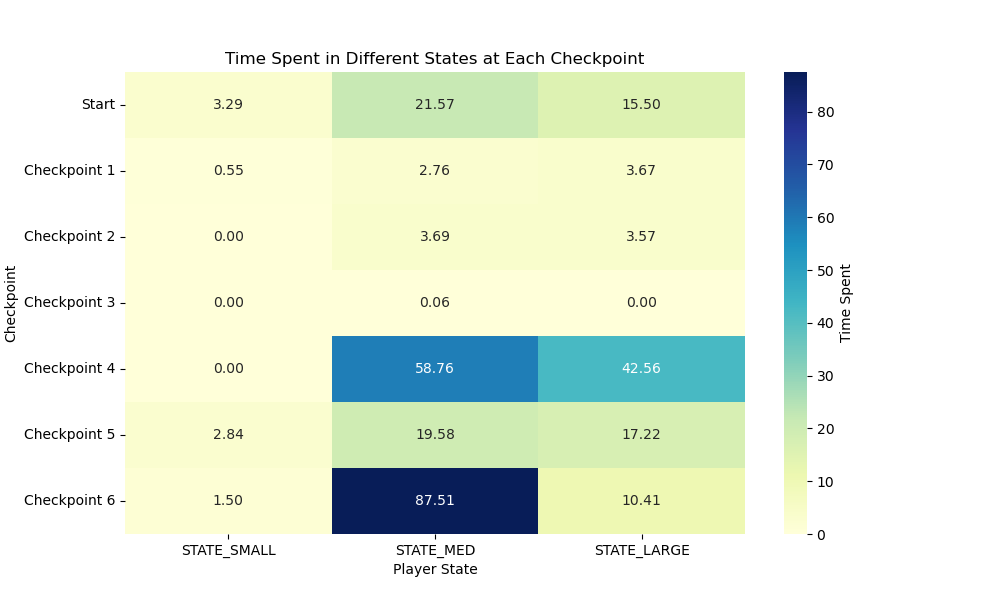 Time Spent in Different States at Each Checkpoint
Start 3.29 21.57 15.50
Checkpoint 1 0.55 2.76 3.67
Checkpoint 2 0.00 3.69 3.57
Checkpoint 3 0.00 0.06 0.00
Checkpoint 4 0.00 58.76 42.56
Checkpoint 5 2.84 19.58 17.22
Checkpoint 6 1.50 87.51 10.41
STATE_SMALL STATE_MED STATE_LARGE
Player State
Checkpoint
80
70
60
50
40
30
20
10
0
Time Spent